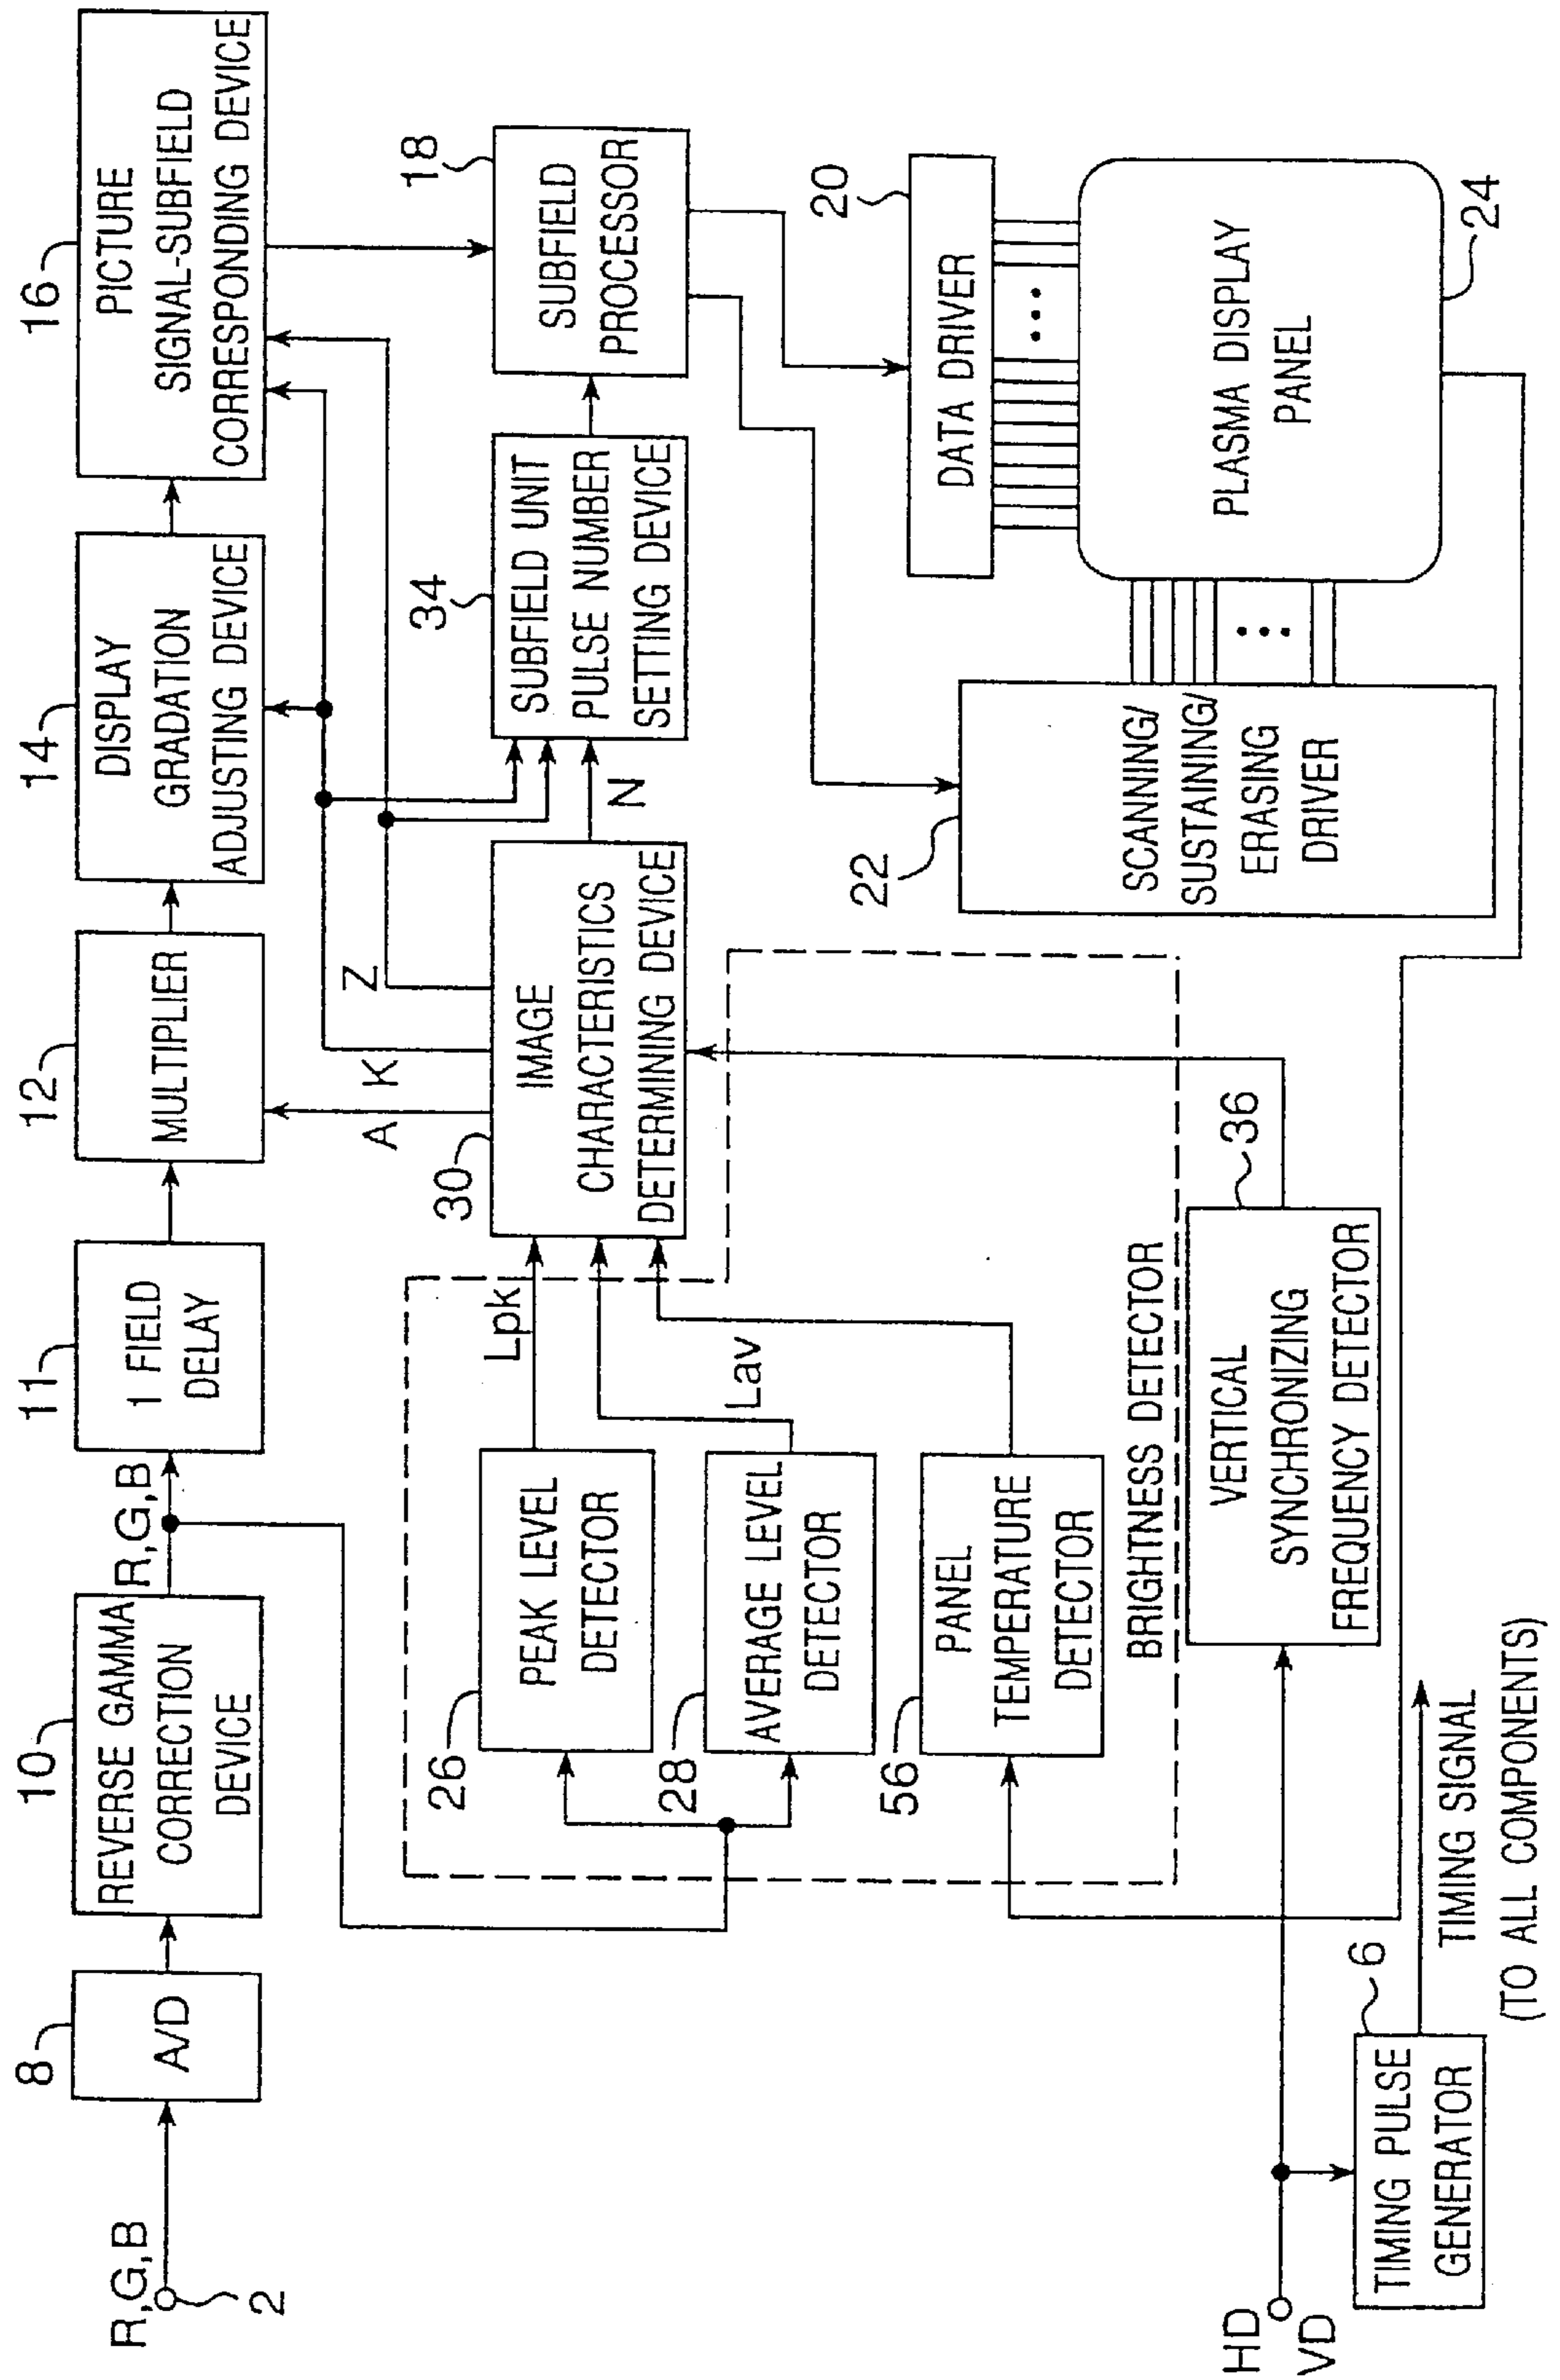 R,G,B
2
8
A/D
10
REVERSE GAMMA
CORRECTION
DEVICE
R,G,B
11
1 FIELD
DELAY
12
MULTIPLIER
14
DISPLAY
GRADATION
ADJUSTING DEVICE
16
PICTURE
SIGNAL-SUBFIELD
CORRESPONDING DEVICE
A
K
Z
26
PEAK LEVEL
DETECTOR
Lpk
28
AVERAGE LEVEL
DETECTOR
Lav
56
PANEL
TEMPERATURE
DETECTOR
BRIGHTNESS DETECTOR
30
IMAGE
CHARACTERISTICS
DETERMINING DEVICE
N
34
SUBFIELD UNIT
PULSE NUMBER
SETTING DEVICE
18
SUBFIELD
PROCESSOR
20
DATA DRIVER
22
SCANNING/
SUSTAINING/
ERASING
DRIVER
PLASMA DISPLAY
PANEL
24
36
VERTICAL
SYNCHRONIZING
FREQUENCY DETECTOR
HD
VD
6
TIMING PULSE
GENERATOR
TIMING SIGNAL
(TO ALL COMPONENTS)